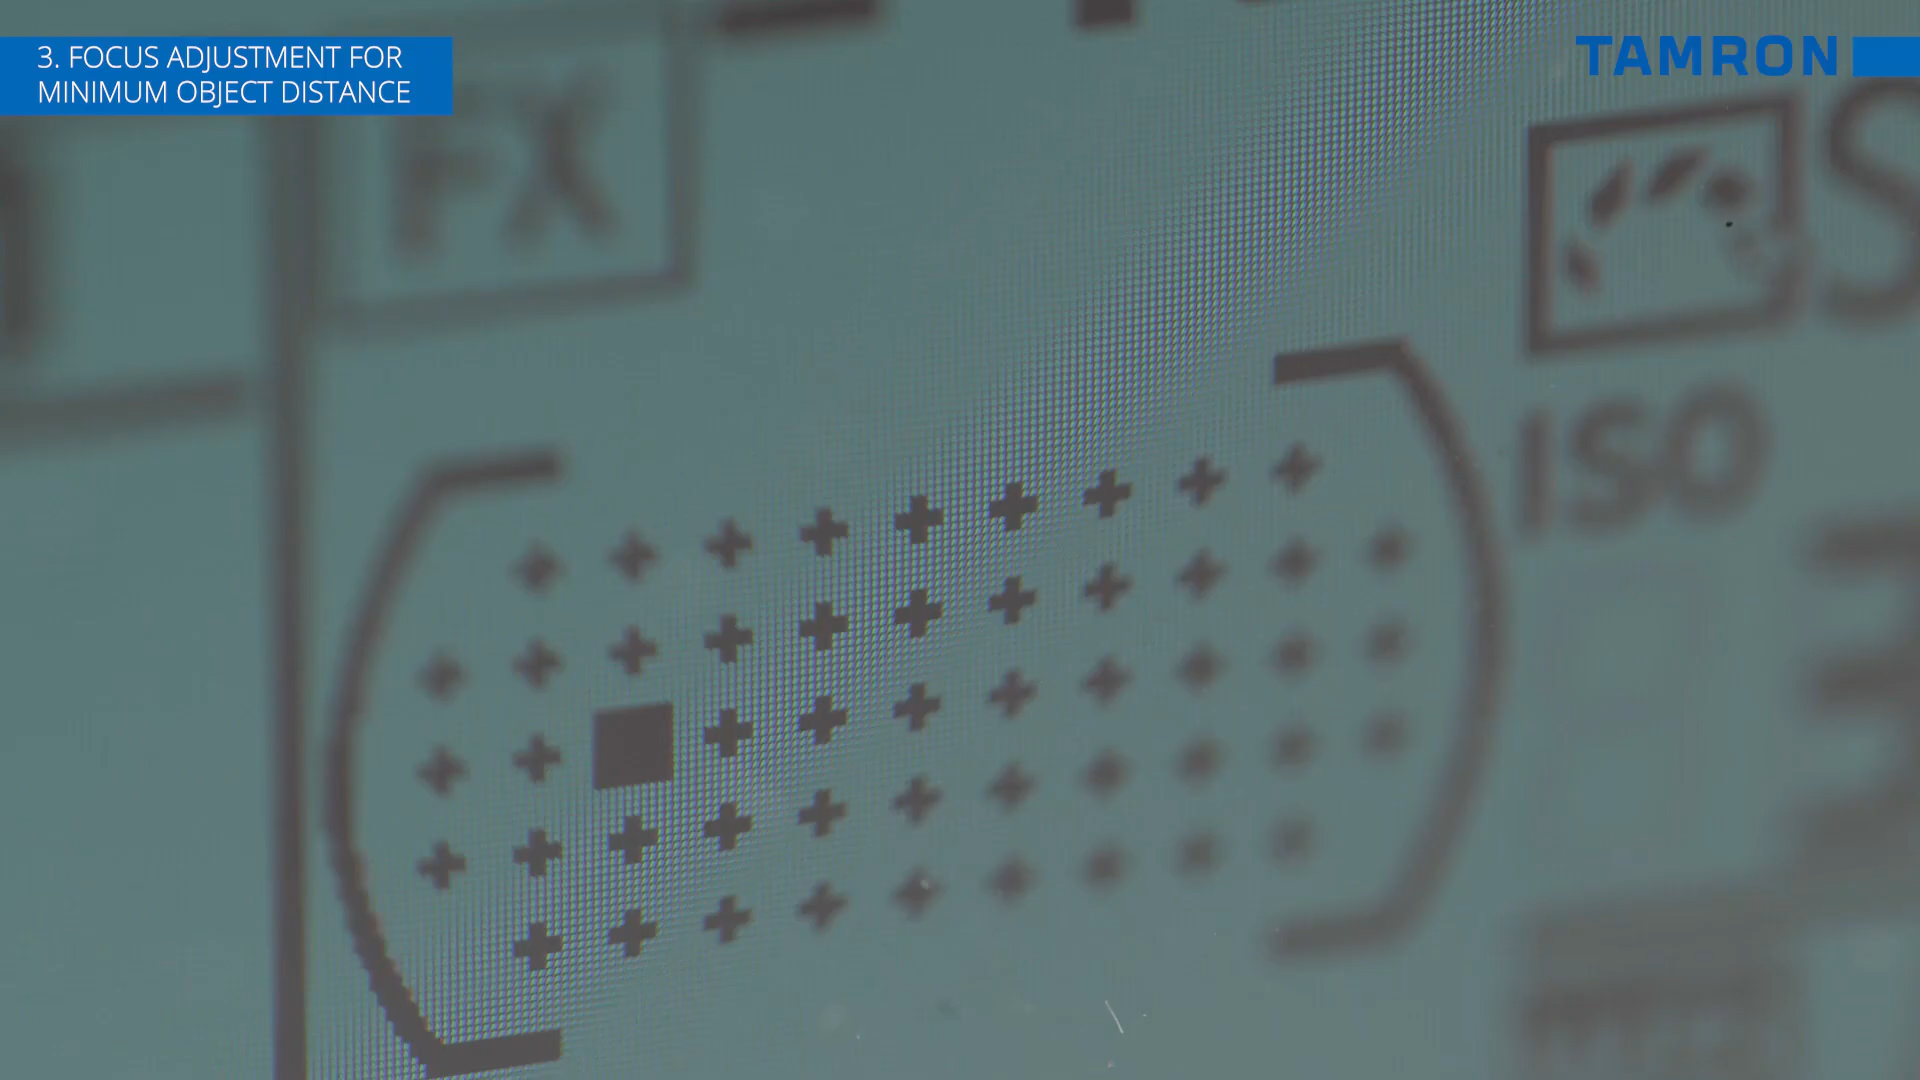 3. FOCUS ADJUSTMENT FOR
MINIMUM OBJECT DISTANCE
TAMRON
FX
S
ISO